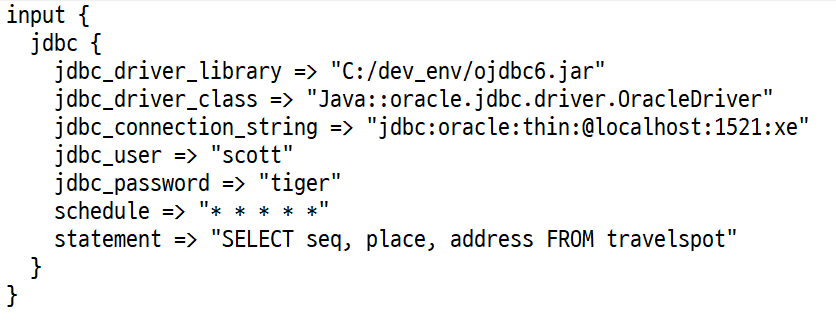 input {
  jdbc {
    jdbc_driver_library => "C:/dev_env/ojdbc6.jar"
    jdbc_driver_class => "Java::oracle.jdbc.driver.OracleDriver"
    jdbc_connection_string => "jdbc:oracle:thin:@localhost:1521:xe"
    jdbc_user => "scott"
    jdbc_password => "tiger"
    schedule => "* * * * *"
    statement => "SELECT seq, place, address FROM travelspot"
  }
}